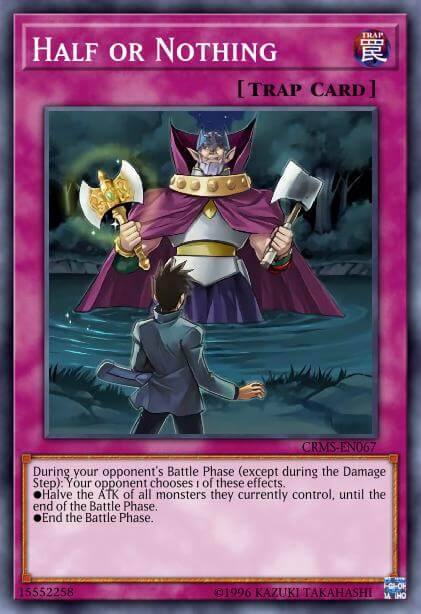 Half or Nothing
TRAP
罠
[Trap Card]
CRMS-EN067
During your opponent's Battle Phase (except during the Damage
Step): Your opponent chooses 1 of these effects.
●Halve the ATK of all monsters they currently control, until the
end of the Battle Phase.
●End the Battle Phase.
15552258
©1996 KAZUKI TAKAHASHI